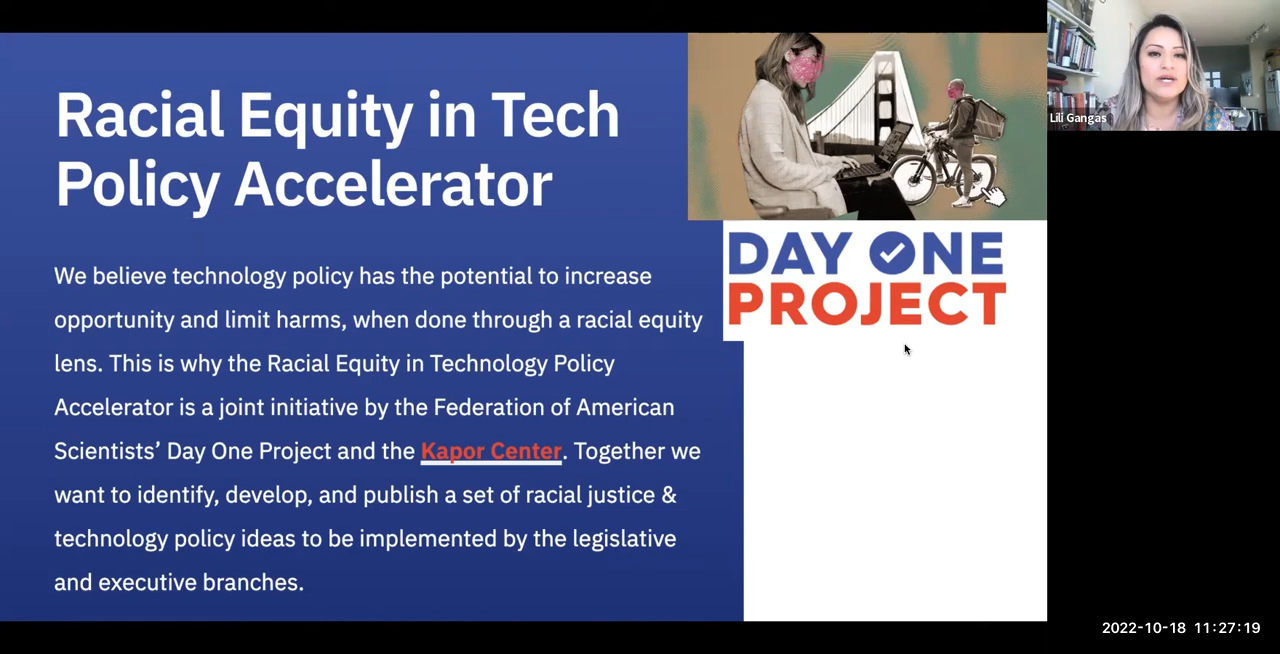 Racial Equity in Tech
Policy Accelerator
We believe technology policy has the potential to increase
opportunity and limit harms, when done through a racial equity
lens. This is why the Racial Equity in Technology Policy
Accelerator is a joint initiative by the Federation of American
Scientists’ Day One Project and the Kapor Center. Together we
want to identify, develop, and publish a set of racial justice &
technology policy ideas to be implemented by the legislative
and executive branches.
DAY ONE
PROJECT
Lili Gangas
2022-10-18 11:27:19